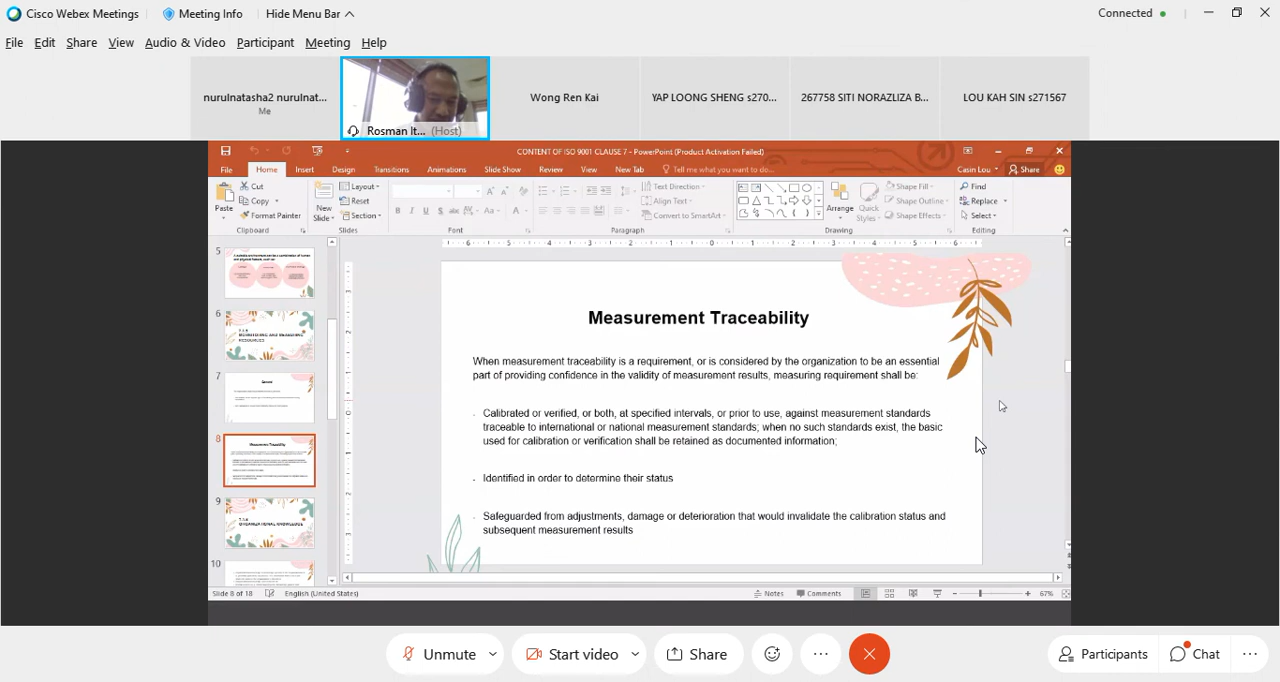 Cisco Webex Meetings Meeting Info Hide Menu Bar Connected
File Edit Share View Audio & Video Participant Meeting Help
nurulnatasha2 nurulnat... Wong Ren Kai YAP LOONG SHENG s270... 267758 SITI NORAZLIZA B... LOU KAH SIN s271567
Me
Rosman It... (Host)
CONTENT OF ISO 9001 CLAUSE 7 - PowerPoint (Product Activation Failed)
File Home Insert Design Transitions Animations Slide Show Review View New Tab Tell me what you want to do... Casin Lou Share
Paste Cut Copy Format Painter
New Slide Layout Reset Section
Text Direction Align Text Convert to SmartArt
Arrange Quick Styles Shape Fill Shape Outline Shape Effects
Find Replace Select
Clipboard Slides Font Paragraph Drawing Editing
5
6
7
8
9
10
Measurement Traceability
When measurement traceability is a requirement, or is considered by the organization to be an essential
part of providing confidence in the validity of measurement results, measuring requirement shall be:
Calibrated or verified, or both, at specified intervals, or prior to use, against measurement standards
traceable to international or national measurement standards; when no such standards exist, the basic
used for calibration or verification shall be retained as documented information;
Identified in order to determine their status
Safeguarded from adjustments, damage or deterioration that would invalidate the calibration status and
subsequent measurement results
Slide 8 of 18 English (United States) Notes Comments 67%
Unmute Start video Share Participants Chat